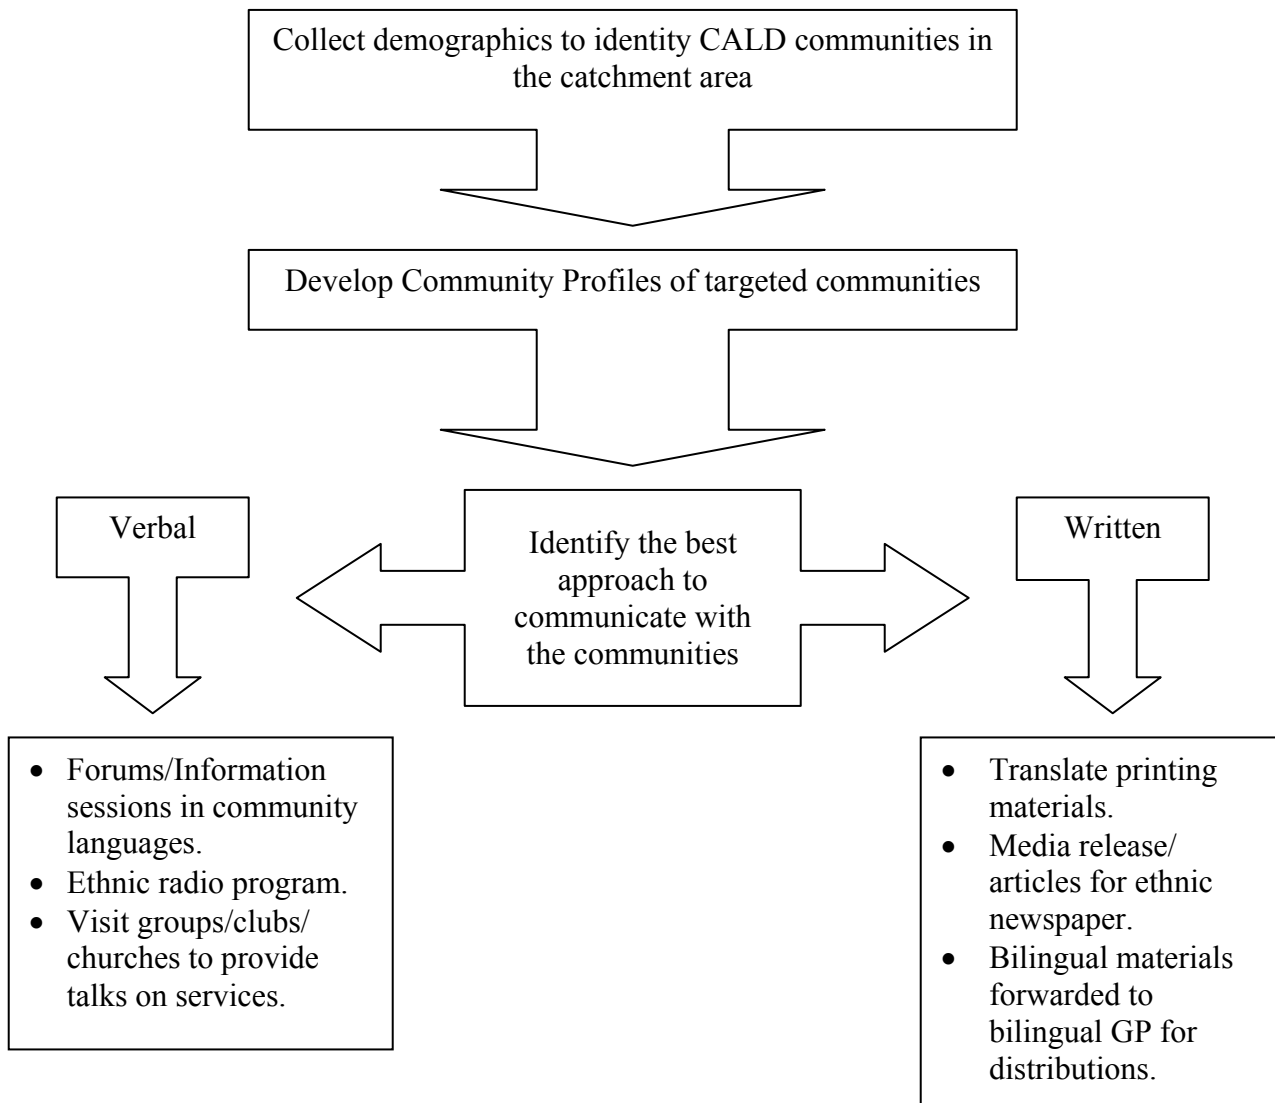 Collect demographics to identity CALD communities in
the catchment area
Develop Community Profiles of targeted communities
Verbal
Identify the best
approach to
communicate with
the communities
Written
• Forums/Information
sessions in community
languages.
• Ethnic radio program.
• Visit groups/clubs/
churches to provide
talks on services.
• Translate printing
materials.
• Media release/
articles for ethnic
newspaper.
• Bilingual materials
forwarded to
bilingual GP for
distributions.